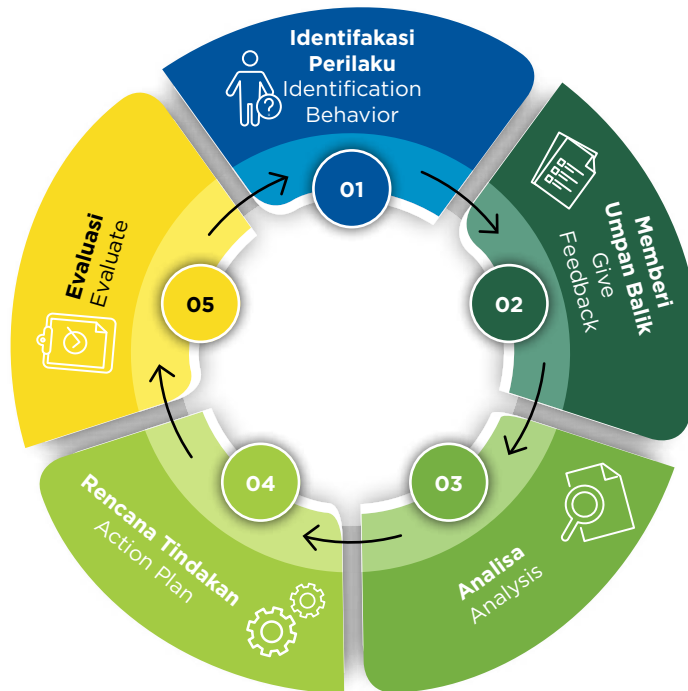 Identifakasi
Perilaku
Identification
Behavior
01
Memberi
Umpan Balik
Give
Feedback
02
Analisa
Analysis
03
Rencana Tindakan
Action Plan
04
Evaluasi
Evaluate
05